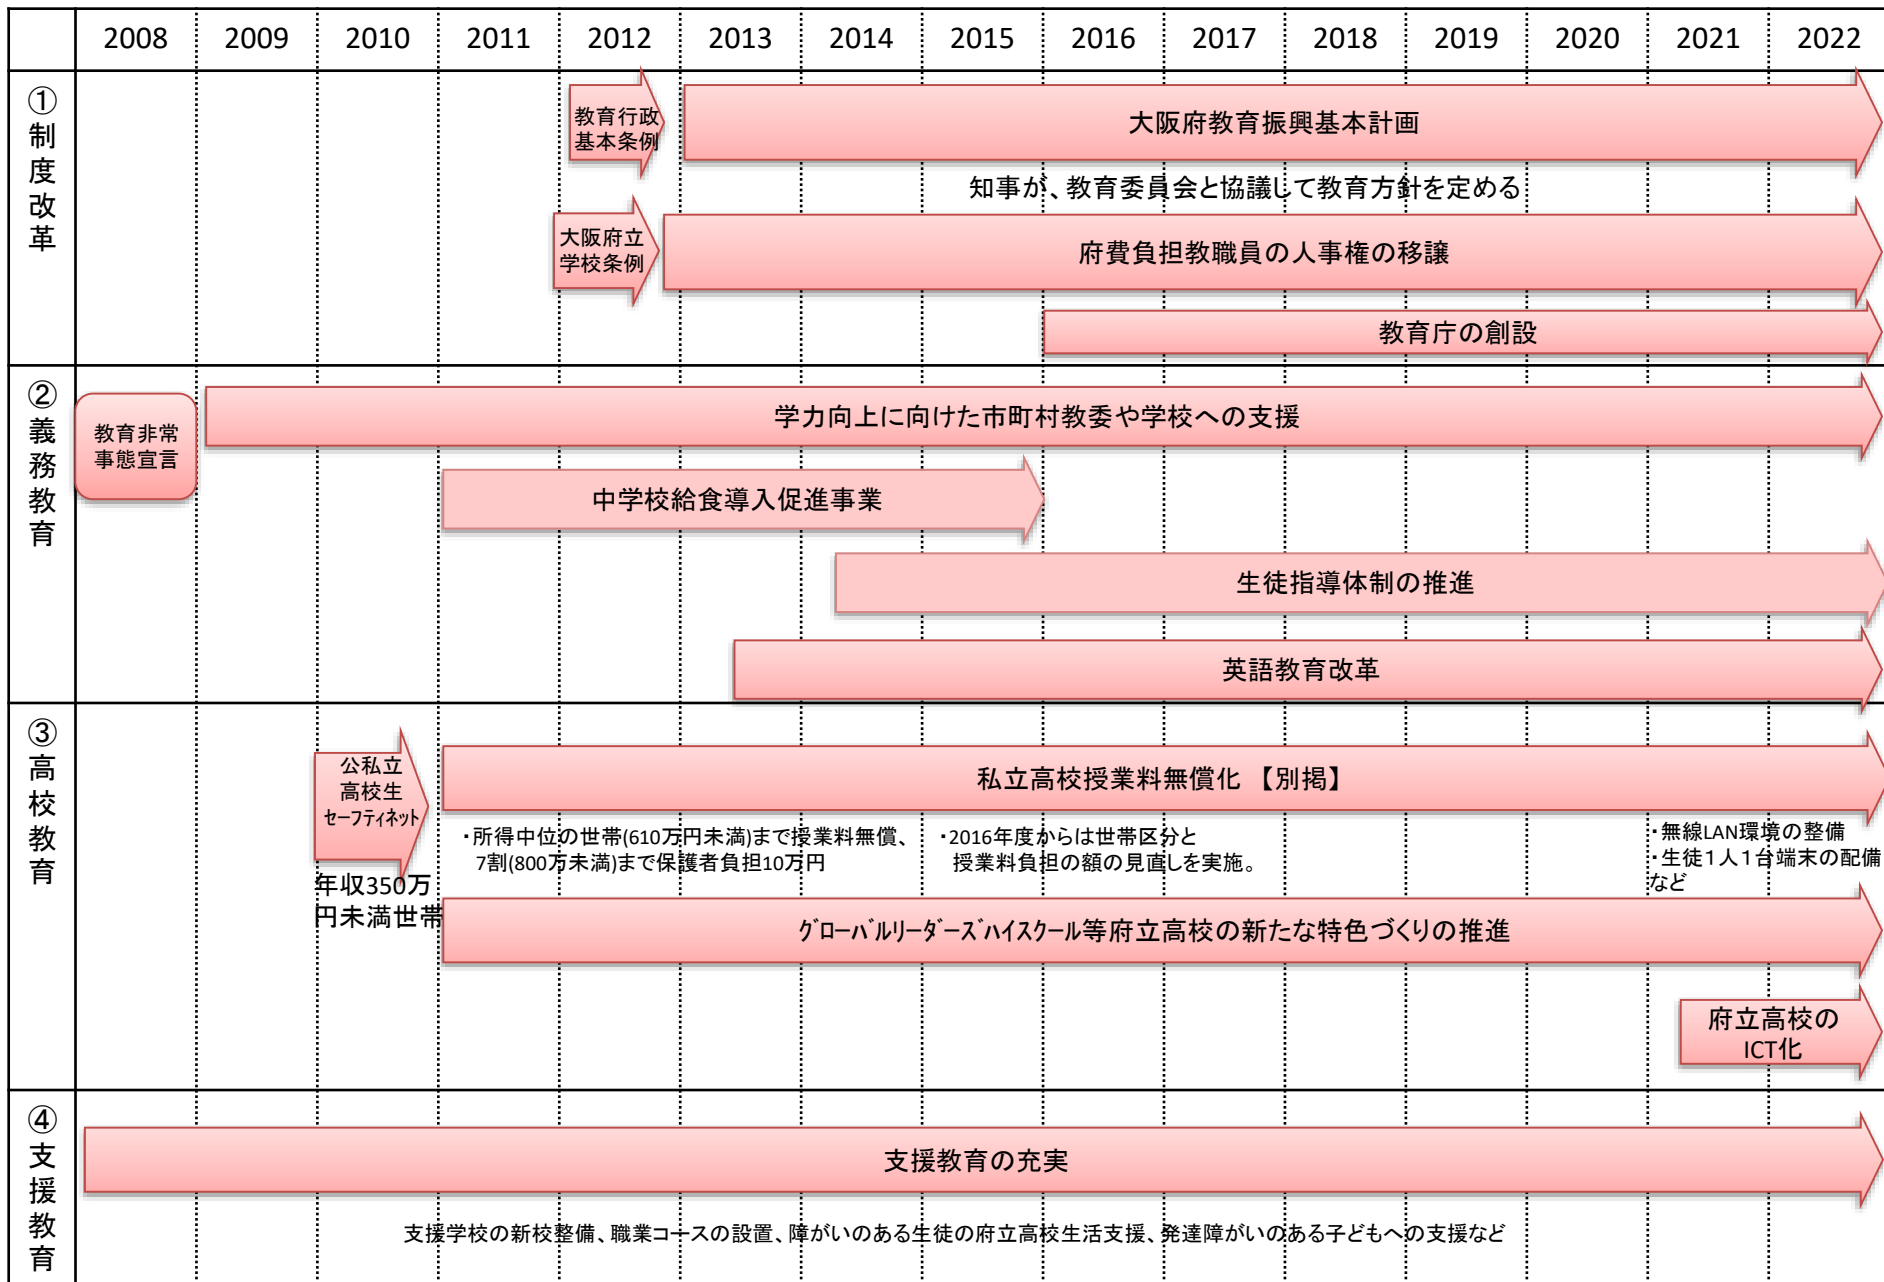 2008 2009 2010 2011 2012 2013 2014 2015 2016 2017 2018 2019 2020 2021 2022
①制度改革
教育行政
基本条例
大阪府教育振興基本計画
知事が、教育委員会と協議して教育方針を定める
大阪府立
学校条例
府費負担教職員の人事権の移譲
教育庁の創設
②義務教育
教育非常
事態宣言
学力向上に向けた市町村教委や学校への支援
中学校給食導入促進事業
生徒指導体制の推進
英語教育改革
③高校教育
公私立
高校生
ｾｰﾌﾃｨﾈｯﾄ
年収350万
円未満世帯
私立高校授業料無償化　【別掲】
・所得中位の世帯(610万円未満)まで授業料無償、
7割(800万未満)まで保護者負担10万円
・2016年度からは世帯区分と
授業料負担の額の見直しを実施。
・無線LAN環境の整備
・生徒１人１台端末の配備
など
ｸﾞﾛｰﾊﾞﾙﾘｰﾀﾞｰｽﾞﾊｲｽｸｰﾙ等府立高校の新たな特色づくりの推進
府立高校の
ICT化
④支援教育
支援教育の充実
支援学校の新校整備、職業コースの設置、障がいのある生徒の府立高校生活支援、発達障がいのある子どもへの支援など